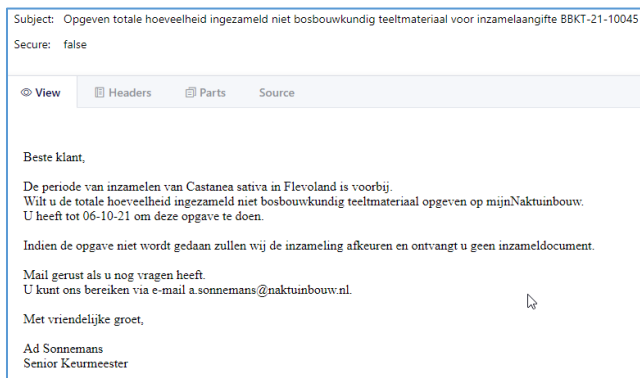 Subject: Opgeven totale hoeveelheid ingezameld niet bosbouwkundig teeltmateriaal voor inzamelaangifte BBKT-21-10045
Secure: false
View Headers Parts Source
Beste klant,
De periode van inzamelen van Castanea sativa in Flevoland is voorbij.
Wilt u de totale hoeveelheid ingezameld niet bosbouwkundig teeltmateriaal opgeven op mijnNaktuinbouw.
U heeft tot 06-10-21 om deze opgave te doen.
Indien de opgave niet wordt gedaan zullen wij de inzameling afkeuren en ontvangt u geen inzameldocument.
Mail gerust als u nog vragen heeft.
U kunt ons bereiken via e-mail a.sonnemans@naktuinbouw.nl.
Met vriendelijke groet,
Ad Sonnemans
Senior Keurmeester